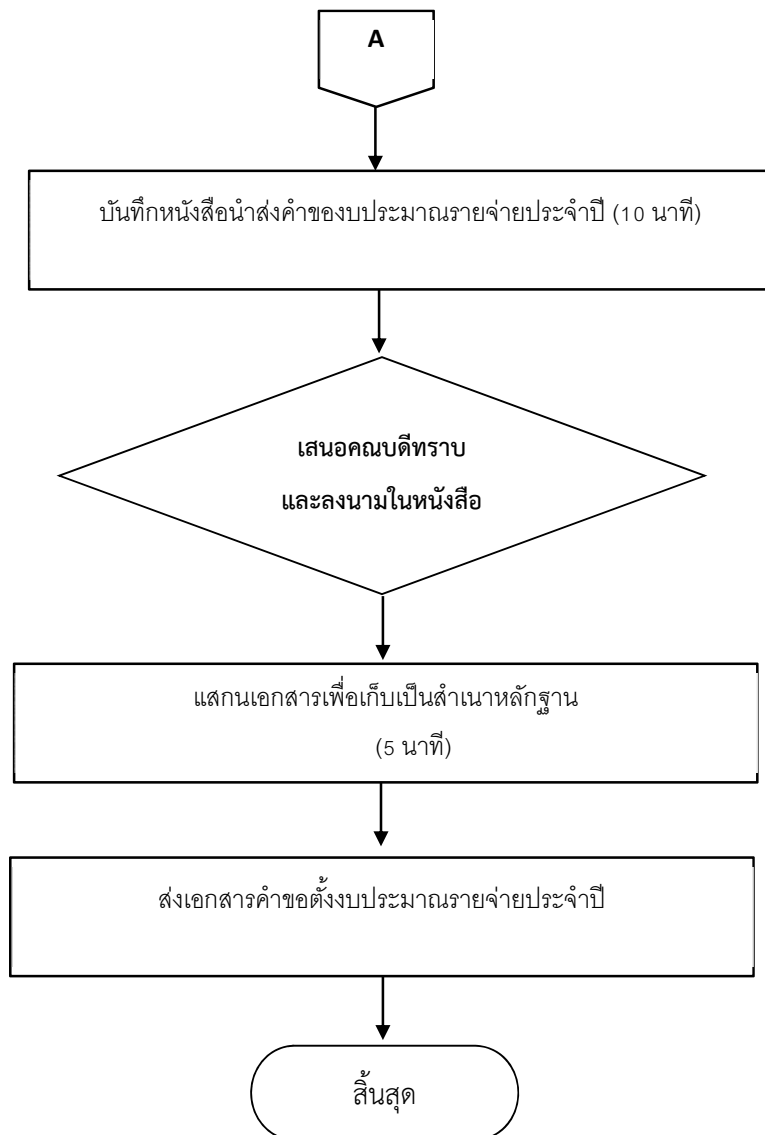 A
บันทึกหนังสือนำส่งคำของบประมาณรายจ่ายประจำปี (10 นาที)
เสนอคณบดีทราบ
และลงนามในหนังสือ
แสกนเอกสารเพื่อเก็บเป็นสำเนาหลักฐาน
(5 นาที)
ส่งเอกสารคำขอตั้งงบประมาณรายจ่ายประจำปี
สิ้นสุด